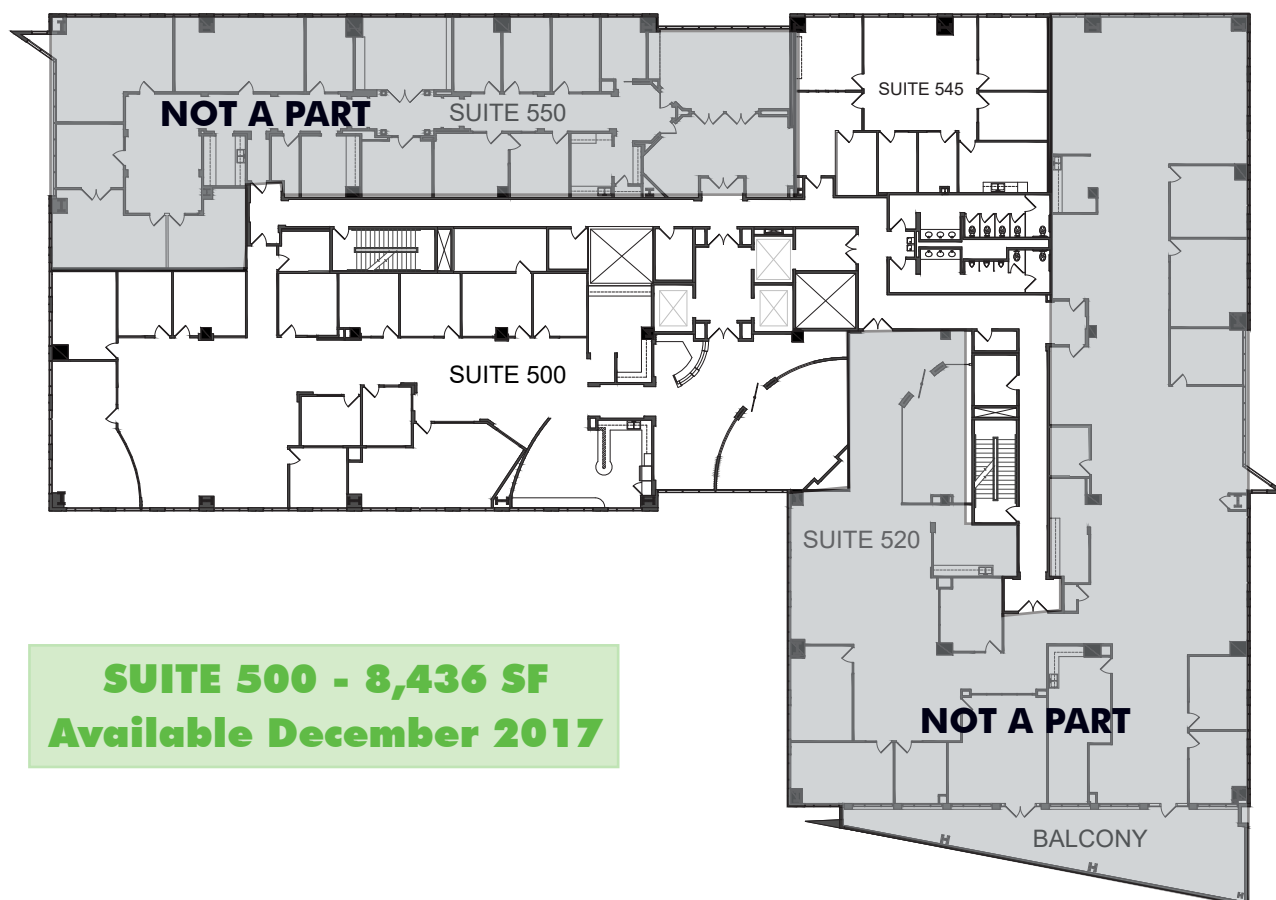 SUITE 545
NOT A PART
SUITE 550
SUITE 500
SUITE 520
SUITE 500 - 8,436 SF
Available December 2017
NOT A PART
BALCONY